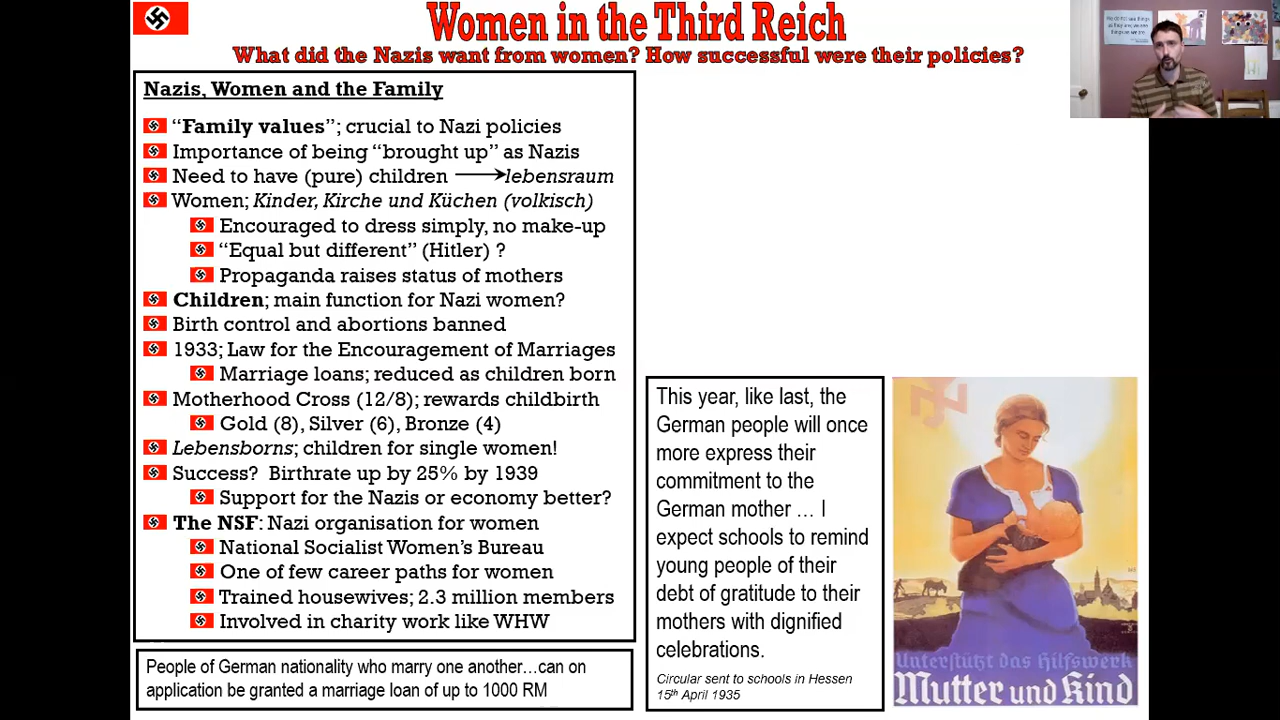 Women in the Third Reich
What did the Nazis want from women? How successful were their policies?
Nazis, Women and the Family
“Family values”; crucial to Nazi policies
Importance of being “brought up” as Nazis
Need to have (pure) children → lebensraum
Women; Kinder, Kirche und Küchen (volkisch)
Encouraged to dress simply, no make-up
“Equal but different” (Hitler) ?
Propaganda raises status of mothers
Children; main function for Nazi women?
Birth control and abortions banned
1933; Law for the Encouragement of Marriages
Marriage loans; reduced as children born
Motherhood Cross (12/8); rewards childbirth
Gold (8), Silver (6), Bronze (4)
Lebensborns; children for single women!
Success? Birthrate up by 25% by 1939
Support for the Nazis or economy better?
The NSF: Nazi organisation for women
National Socialist Women’s Bureau
One of few career paths for women
Trained housewives; 2.3 million members
Involved in charity work like WHW
People of German nationality who marry one another…can on
application be granted a marriage loan of up to 1000 RM
This year, like last, the
German people will once
more express their
commitment to the
German mother … I
expect schools to remind
young people of their
debt of gratitude to their
mothers with dignified
celebrations.
Circular sent to schools in Hessen
15th April 1935
Unterstützt das Hilfswerk
Mutter und Kind